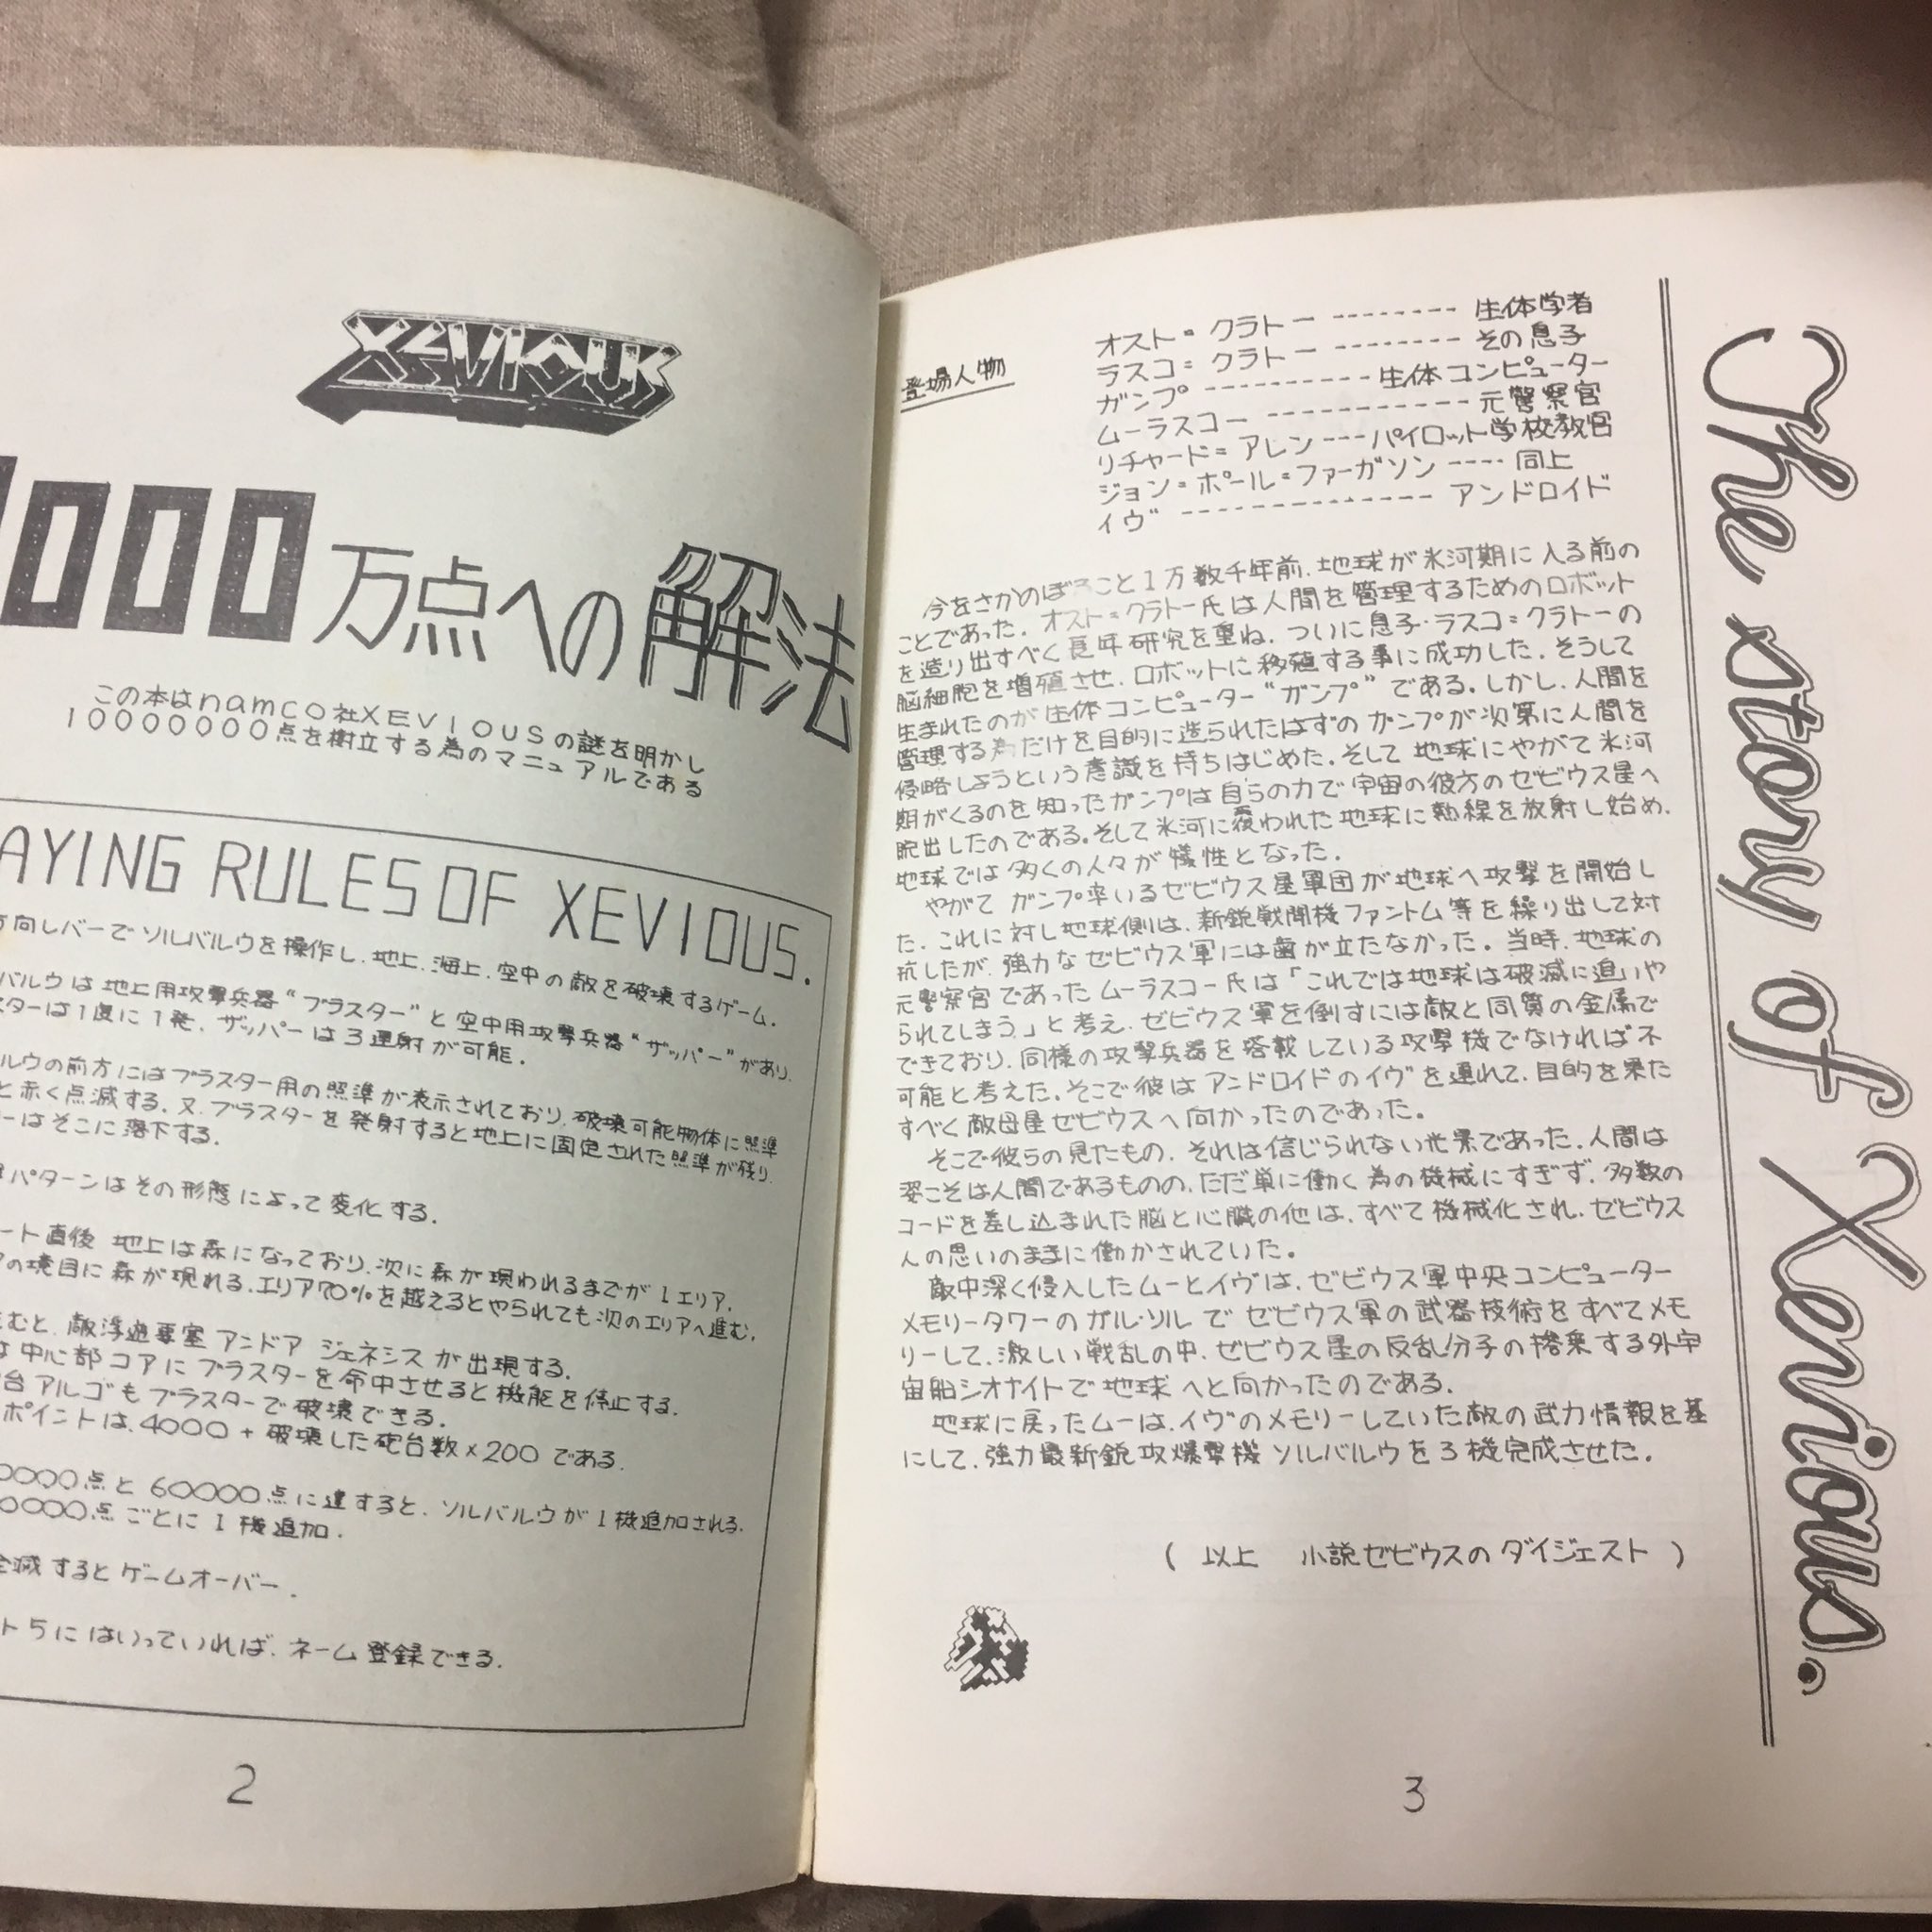 XEVIOUS
000万点への解法
この本はnamco社XEVIOUSの謎を明かし
10000000点を樹立する為のマニュアルである
AYING RULES OF XEVIOUS.
方向レバーでソルバルウを操作し、地上、海上、空中の敵を破壊するゲーム.
バルウは地上用攻撃兵器“ブラスター”と空中用攻撃兵器“ザッパー”があり、
スターは1度に1発、ザッパーは3連射が可能.
ルウの前方にはブラスター用の照準が表示されており、破壊可能物体に照準
と赤く点滅する.又、ブラスターを発射すると地上に固定された照準が残り、
ーはそこに落下する.
パターンはその形態によって変化する.
ート直後 地上は森になっており、次に森が現われるまでが1エリア.
アの境目に森が現れる.エリア70%を越えるとやられても次のエリアへ進む.
進むと、敵浮遊要塞 アンドア ジェネシスが出現する.
は中心部コアにブラスターを命中させると機能を停止する.
台アルゴもブラスターで破壊できる.
ポイントは、4000+破壊した砲台数×200である.
0000点と60000点に達すると、ソルバルウが1機追加される.
0000点ごとに1機追加.
全滅するとゲームオーバー.
ト5にはいっていれば、ネーム登録できる.
2
The story of Xevious.
登場人物
オスト=クラトー -------- 生体学者
ラスコ=クラトー -------- その息子
ガンプ ---------- 生体コンピューター
ムーラスコー ------------ 元警察官
リチャード=アレン --- パイロット学校教官
ジョン=ポール=ファーガソン ---- 同上
イヴ -------------- アンドロイド
今をさかのぼること1万数千年前、地球が氷河期に入る前の
ことであった.オスト=クラトー氏は人間を管理するためのロボット
を造り出すべく長年研究を重ね、ついに息子・ラスコ=クラトーの
脳細胞を増殖させ、ロボットに移殖する事に成功した.そうして
生まれたのが生体コンピューター“ガンプ”である。しかし、人間を
管理する為だけを目的に造られたはずのガンプが次第に人間を
侵略しようという意識を持ちはじめた.そして地球にやがて氷河
期がくるのを知ったガンプは自らの力で宇宙の彼方のゼビウス星へ
脱出したのである。そして氷河に覆われた地球に熱線を放射し始め、
地球では多くの人々が犠牲となった.
やがてガンプ率いるゼビウス星軍団が地球へ攻撃を開始し
た.これに対し地球側は、新鋭戦闘機ファントム等を繰り出して対
抗したが、強力なゼビウス軍には歯が立たなかった。当時、地球の
元警察官であったムーラスコー氏は「これでは地球は破滅に追いや
られてしまう.」と考え、ゼビウス軍を倒すには敵と同質の金属で
できており、同様の攻撃兵器を搭載している攻撃機でなければ不
可能と考えた.そこで彼はアンドロイドのイヴを連れて、目的を果た
すべく敵母星ゼビウスへ向かったのであった。
そこで彼らの見たもの、それは信じられない光景であった.人間は
姿こそは人間であるものの、ただ単に働く為の機械にすぎず、多数の
コードを差し込まれた脳と心臓の他は、すべて機械化され、ゼビウス
人の思いのままに働かされていた。
敵中深く侵入したムーとイヴは、ゼビウス軍中央コンピューター
メモリータワーのガル・ソルでゼビウス軍の武器技術をすべてメモ
リーして、激しい戦乱の中、ゼビウス星の反乱分子の搭乗する外宇
宙船シオナイトで地球へと向かったのである.
地球に戻ったムーは、イヴのメモリーしていた敵の武力情報を基
にして、強力最新鋭攻爆撃機ソルバルウを3機完成させた.
( 以上 小説ゼビウスのダイジェスト )
3